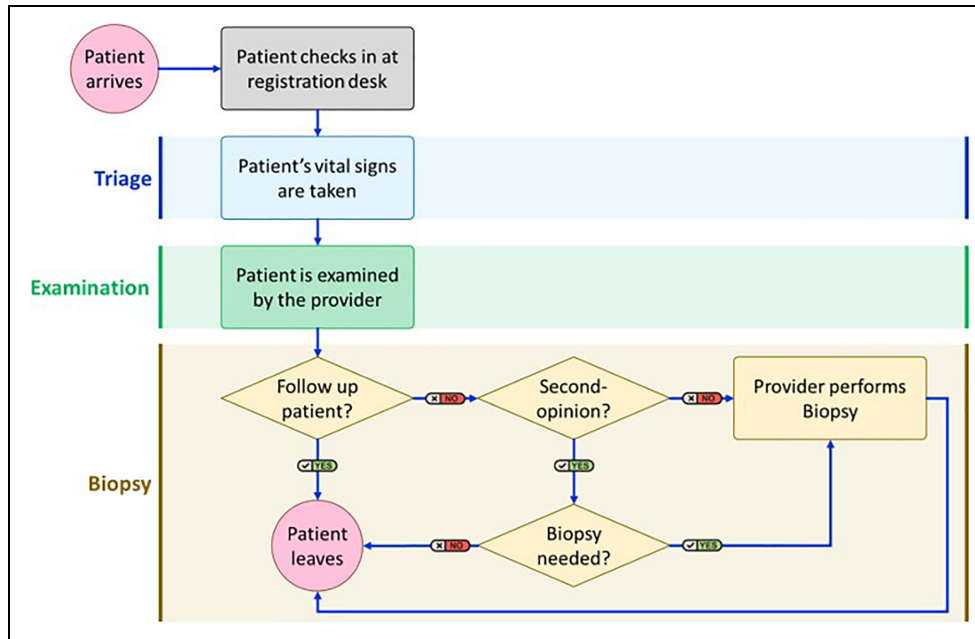 Patient
arrives
Patient checks in at
registration desk
Triage
Patient's vital signs
are taken
Examination
Patient is examined
by the provider
Biopsy
Follow up
patient?
NO
Second-
opinion?
NO
Provider performs
Biopsy
YES
YES
Patient
leaves
NO
Biopsy
needed?
YES